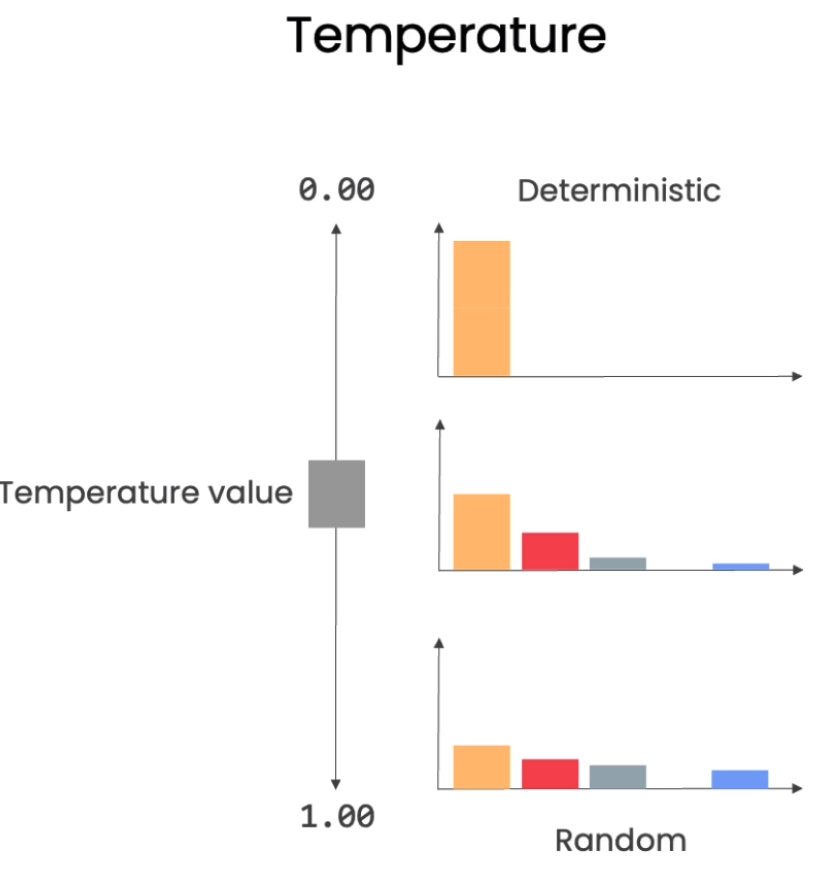 Temperature
0.00
Deterministic
Temperature value
1.00
Random